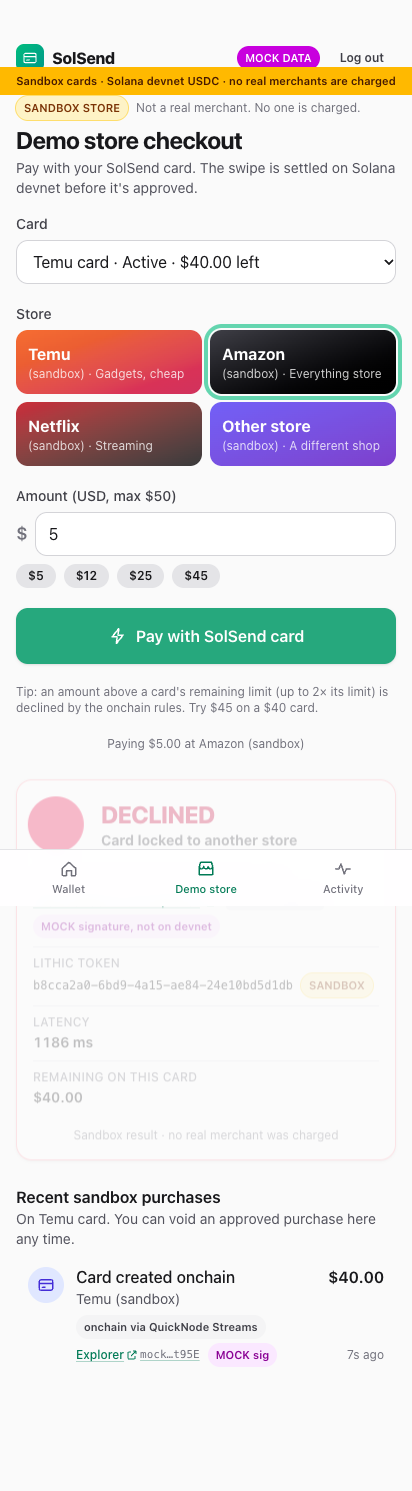 SolSend
MOCK DATA
Log out
Sandbox cards · Solana devnet USDC · no real merchants are charged
SANDBOX STORE
Not a real merchant. No one is charged.
Demo store checkout
Pay with your SolSend card. The swipe is settled on Solana
devnet before it's approved.
Card
Temu card · Active · $40.00 left
Store
Temu
(sandbox) · Gadgets, cheap
Amazon
(sandbox) · Everything store
Netflix
(sandbox) · Streaming
Other store
(sandbox) · A different shop
Amount (USD, max $50)
$ 5
$5 $12 $25 $45
Pay with SolSend card
Tip: an amount above a card's remaining limit (up to 2× its limit) is
declined by the onchain rules. Try $45 on a $40 card.
Paying $5.00 at Amazon (sandbox)
DECLINED
Card locked to another store
Wallet
Demo store
Activity
MOCK signature, not on devnet
LITHIC TOKEN
b8cca2a0-6bd9-4a15-ae84-24e10bd5d1db
SANDBOX
LATENCY
1186 ms
REMAINING ON THIS CARD
$40.00
Sandbox result · no real merchant was charged
Recent sandbox purchases
On Temu card. You can void an approved purchase here
any time.
Card created onchain
$40.00
Temu (sandbox)
onchain via QuickNode Streams
Explorer mock…t95E MOCK sig
7s ago